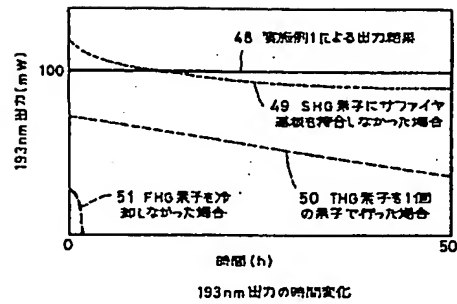 193nm出力(mW)
100
48 実施例1による出力結果
49 SHG素子にサファイヤ
基板を接合しなかった場合
51 FHG素子を冷
却しなかった場合
50 THG素子を1個
の素子で行った場合
0
50
時間(h)
193nm出力の時間変化